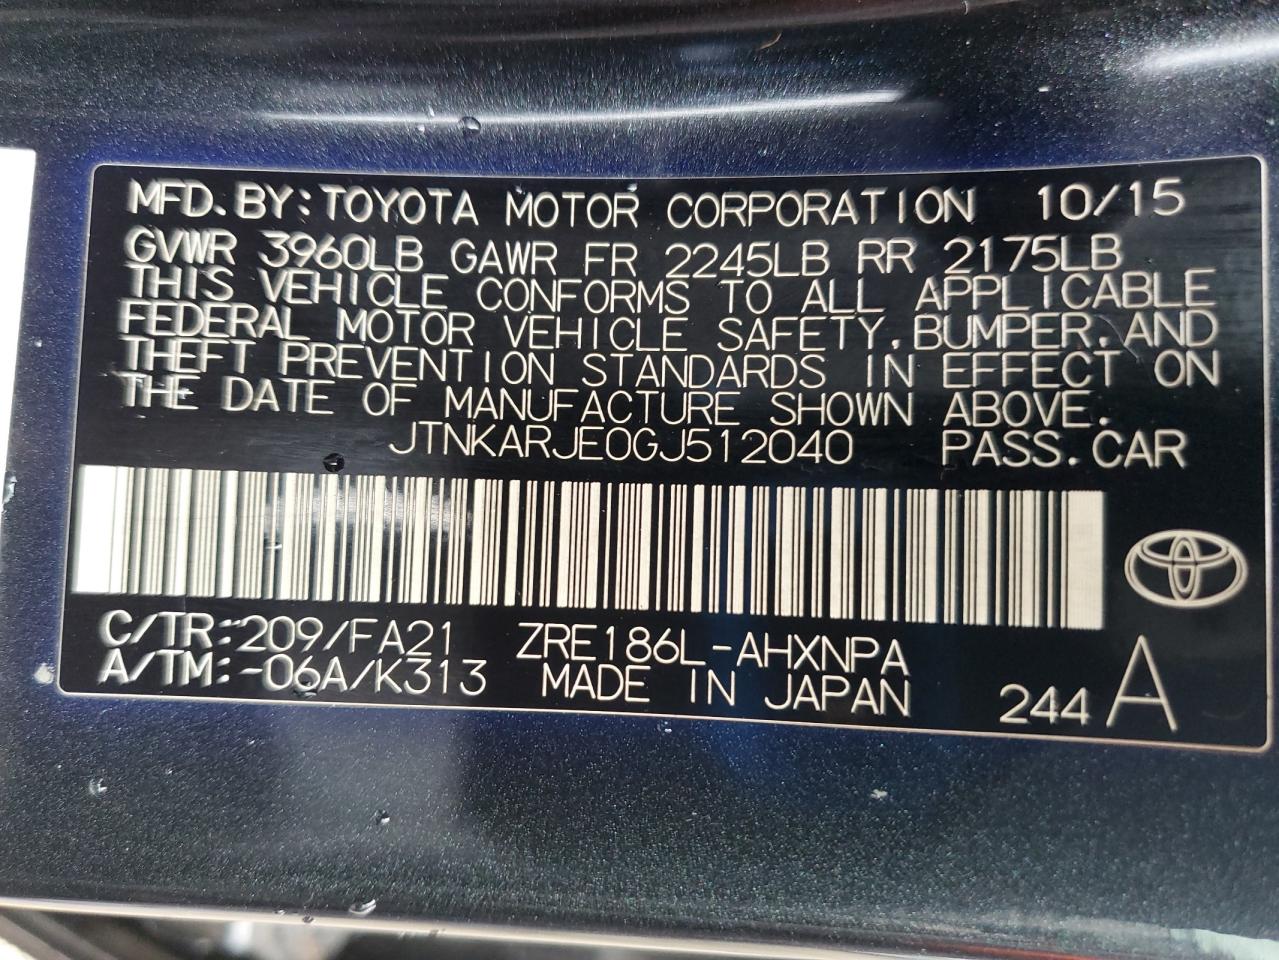 MFD. BY: TOYOTA MOTOR CORPORATION 10/15
GVWR 3960LB GAWR FR 2245LB RR 2175LB
THIS VEHICLE CONFORMS TO ALL APPLICABLE
FEDERAL MOTOR VEHICLE SAFETY, BUMPER, AND
THEFT PREVENTION STANDARDS IN EFFECT ON
THE DATE OF MANUFACTURE SHOWN ABOVE.
JTNKARJE0GJ512040 PASS. CAR
C/TR: 209/FA21 ZRE186L-AHXNPA
A/TM: -06A/K313 MADE IN JAPAN 244 A